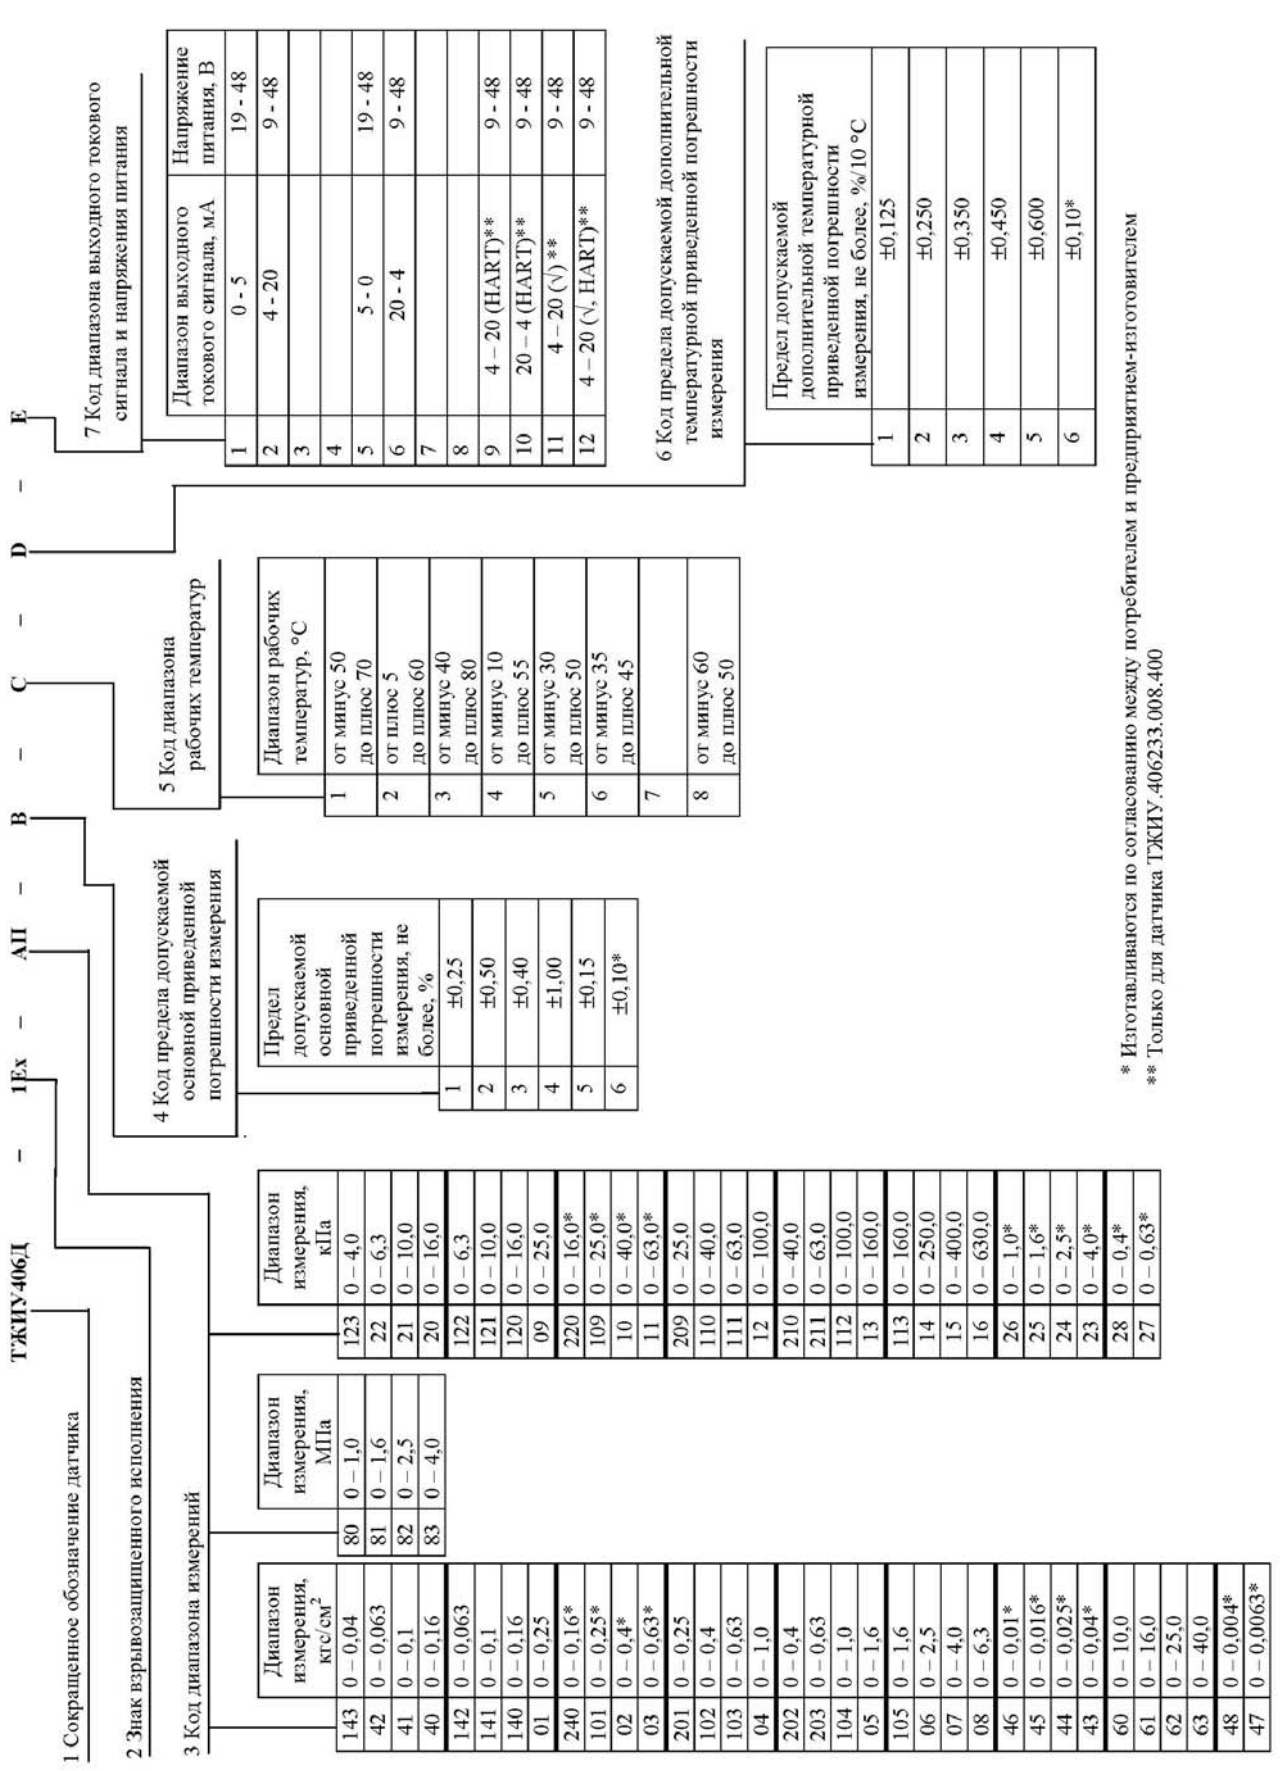 ТЖИУ406Д – 1Ex – АП – В – С – D – Е
1 Сокращенное обозначение датчика
2 Знак взрывозащищенного исполнения
3 Код диапазона измерений
Диапазон
измерения,
кгс/см²
143 0 – 0,04
42 0 – 0,063
41 0 – 0,1
40 0 – 0,16
142 0 – 0,063
141 0 – 0,1
140 0 – 0,16
01 0 – 0,25
240 0 – 0,16*
101 0 – 0,25*
02 0 – 0,4*
03 0 – 0,63*
201 0 – 0,25
102 0 – 0,4
103 0 – 0,63
04 0 – 1,0
202 0 – 0,4
203 0 – 0,63
104 0 – 1,0
05 0 – 1,6
105 0 – 1,6
06 0 – 2,5
07 0 – 4,0
08 0 – 6,3
46 0 – 0,01*
45 0 – 0,016*
44 0 – 0,025*
43 0 – 0,04*
60 0 – 10,0
61 0 – 16,0
62 0 – 25,0
63 0 – 40,0
48 0 – 0,004*
47 0 – 0,0063*
Диапазон
измерения,
МПа
80 0 – 1,0
81 0 – 1,6
82 0 – 2,5
83 0 – 4,0
Диапазон
измерения,
кПа
123 0 – 4,0
22 0 – 6,3
21 0 – 10,0
20 0 – 16,0
122 0 – 6,3
121 0 – 10,0
120 0 – 16,0
09 0 – 25,0
220 0 – 16,0*
109 0 – 25,0*
10 0 – 40,0*
11 0 – 63,0*
209 0 – 25,0
110 0 – 40,0
111 0 – 63,0
12 0 – 100,0
210 0 – 40,0
211 0 – 63,0
112 0 – 100,0
13 0 – 160,0
113 0 – 160,0
14 0 – 250,0
15 0 – 400,0
16 0 – 630,0
26 0 – 1,0*
25 0 – 1,6*
24 0 – 2,5*
23 0 – 4,0*
28 0 – 0,4*
27 0 – 0,63*
4 Код предела допускаемой
основной приведенной
погрешности измерения
Предел
допускаемой
основной
приведенной
погрешности
измерения, не
более, %
1 ±0,25
2 ±0,50
3 ±0,40
4 ±1,00
5 ±0,15
6 ±0,10*
5 Код диапазона
рабочих температур
Диапазон рабочих
температур, °С
1 от минус 50
до плюс 70
2 от плюс 5
до плюс 60
3 от минус 40
до плюс 80
4 от минус 10
до плюс 55
5 от минус 30
до плюс 50
6 от минус 35
до плюс 45
7
8 от минус 60
до плюс 50
7 Код диапазона выходного токового
сигнала и напряжения питания
Диапазон выходного Напряжение
токового сигнала, мА питания, В
1 0 - 5 19 - 48
2 4 - 20 9 - 48
3
4
5 5 - 0 19 - 48
6 20 - 4 9 - 48
7
8
9 4 – 20 (HART)** 9 - 48
10 20 – 4 (HART)** 9 - 48
11 4 – 20 (√) ** 9 - 48
12 4 – 20 (√, HART)** 9 - 48
6 Код предела допускаемой дополнительной
температурной приведенной погрешности
измерения
Предел допускаемой
дополнительной температурной
приведенной погрешности
измерения, не более, %/10 °С
1 ±0,125
2 ±0,250
3 ±0,350
4 ±0,450
5 ±0,600
6 ±0,10*
* Изготавливаются по согласованию между потребителем и предприятием-изготовителем
** Только для датчика ТЖИУ.406233.008.400